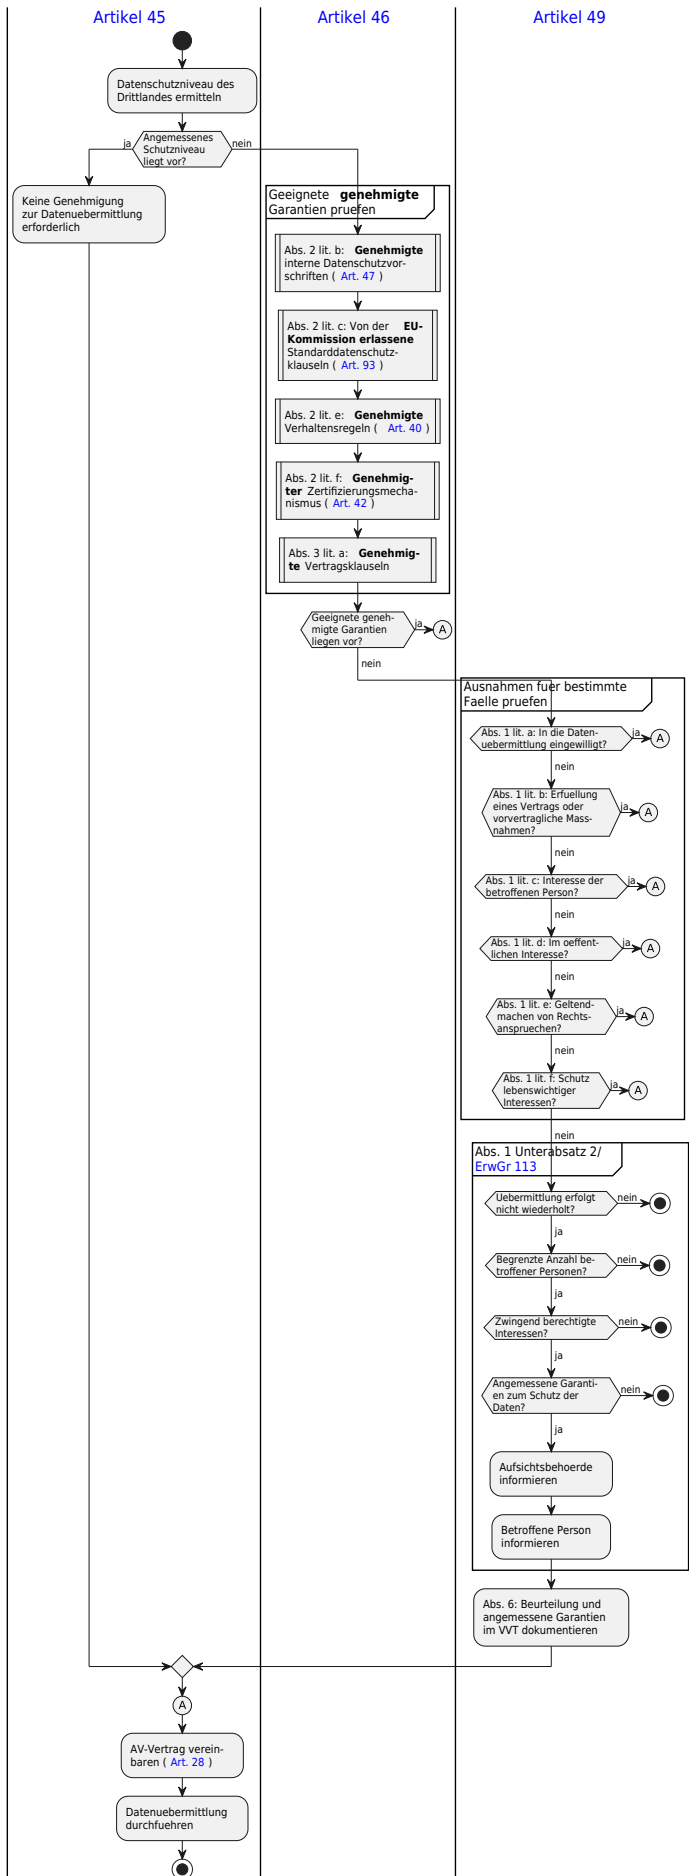 Artikel 45
Artikel 46
Artikel 49
Datenschutzniveau des
Drittlandes ermitteln
Angemessenes
Schutzniveau
liegt vor?
ja
nein
Keine Genehmigung
zur Datenuebermittlung
erforderlich
Geeignete genehmigte
Garantien pruefen
Abs. 2 lit. b: Genehmigte
interne Datenschutzvor-
schriften ( Art. 47 )
Abs. 2 lit. c: Von der EU-
Kommission erlassene
Standarddatenschutz-
klauseln ( Art. 93 )
Abs. 2 lit. e: Genehmigte
Verhaltensregeln ( Art. 40 )
Abs. 2 lit. f: Genehmig-
ter Zertifizierungsmecha-
nismus ( Art. 42 )
Abs. 3 lit. a: Genehmig-
te Vertragsklauseln
Geeignete geneh-
migte Garantien
liegen vor?
ja
A
nein
Ausnahmen fuer bestimmte
Faelle pruefen
Abs. 1 lit. a: In die Daten-
uebermittlung eingewilligt?
ja
A
nein
Abs. 1 lit. b: Erfuellung
eines Vertrags oder
vorvertragliche Mass-
nahmen?
ja
A
nein
Abs. 1 lit. c: Interesse der
betroffenen Person?
ja
A
nein
Abs. 1 lit. d: Im oeffent-
lichen Interesse?
ja
A
nein
Abs. 1 lit. e: Geltend-
machen von Rechts-
anspruechen?
ja
A
nein
Abs. 1 lit. f: Schutz
lebenswichtiger
Interessen?
ja
A
nein
Abs. 1 Unterabsatz 2/
ErwGr 113
Uebermittlung erfolgt
nicht wiederholt?
nein
ja
Begrenzte Anzahl be-
troffener Personen?
nein
ja
Zwingend berechtigte
Interessen?
nein
ja
Angemessene Garanti-
en zum Schutz der
Daten?
nein
ja
Aufsichtsbehoerde
informieren
Betroffene Person
informieren
Abs. 6: Beurteilung und
angemessene Garantien
im VVT dokumentieren
A
AV-Vertrag verein-
baren ( Art. 28 )
Datenuebermittlung
durchfuehren